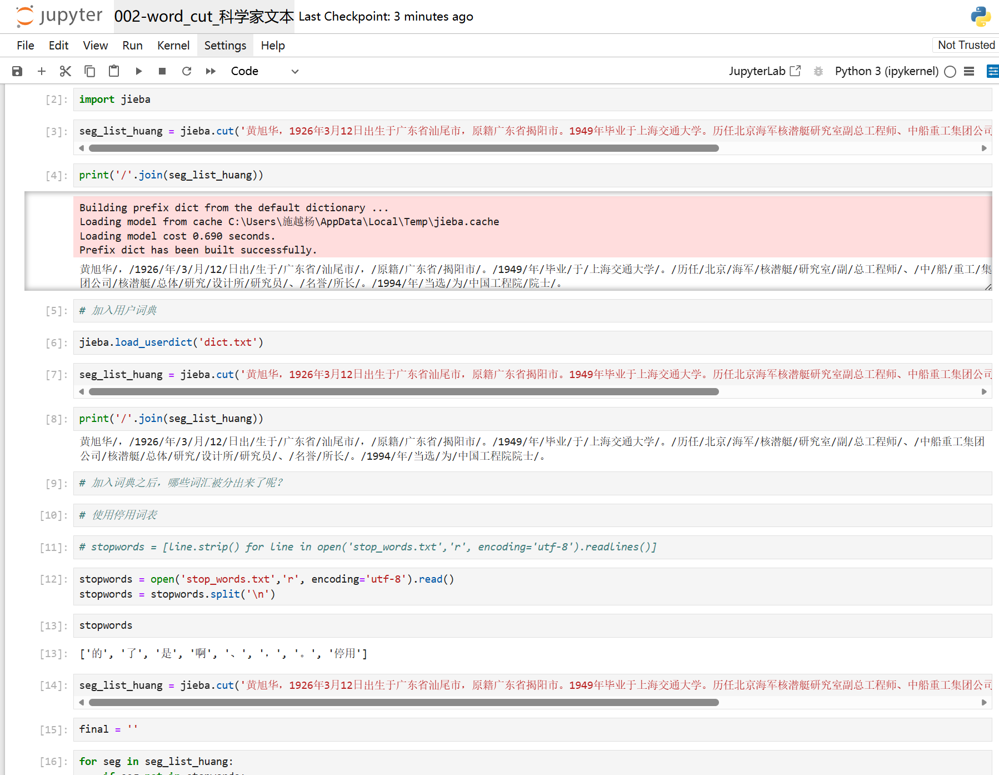 jupyter 002-word_cut_科学家文本 Last Checkpoint: 3 minutes ago
File Edit View Run Kernel Settings Help Not Trusted
Code JupyterLab Python 3 (ipykernel)
[2]: import jieba
[3]: seg_list_huang = jieba.cut('黄旭华，1926年3月12日出生于广东省汕尾市，原籍广东省揭阳市。1949年毕业于上海交通大学。历任北京海军核潜艇研究室副总工程师、中船重工集团公司
[4]: print('/'.join(seg_list_huang))
Building prefix dict from the default dictionary ...
Loading model from cache C:\Users\施越杨\AppData\Local\Temp\jieba.cache
Loading model cost 0.690 seconds.
Prefix dict has been built successfully.
黄旭华/，/1926/年/3/月/12/日出/生于/广东省/汕尾市/，/原籍/广东省/揭阳市/。/1949/年/毕业/于/上海交通大学/。/历任/北京/海军/核潜艇/研究室/副/总工程师/、/中/船/重工/集
团公司/核潜艇/总体/研究/设计所/研究员/、/名誉/所长/。/1994/年/当选/为/中国工程院/院士/。
[5]: # 加入用户词典
[6]: jieba.load_userdict('dict.txt')
[7]: seg_list_huang = jieba.cut('黄旭华，1926年3月12日出生于广东省汕尾市，原籍广东省揭阳市。1949年毕业于上海交通大学。历任北京海军核潜艇研究室副总工程师、中船重工集团公司
[8]: print('/'.join(seg_list_huang))
黄旭华/，/1926/年/3/月/12/日出/生于/广东省/汕尾市/，/原籍/广东省/揭阳市/。/1949/年/毕业/于/上海交通大学/。/历任/北京/海军/核潜艇/研究室/副/总工程师/、/中船重工集团
公司/核潜艇/总体/研究/设计所/研究员/、/名誉/所长/。/1994/年/当选/为/中国工程院院士/。
[9]: # 加入词典之后，哪些词汇被分出来了呢？
[10]: # 使用停用词表
[11]: # stopwords = [line.strip() for line in open('stop_words.txt','r', encoding='utf-8').readlines()]
[12]: stopwords = open('stop_words.txt','r', encoding='utf-8').read()
stopwords = stopwords.split('\n')
[13]: stopwords
[13]: ['的', '了', '是', '啊', '、', '，', '。', '停用']
[14]: seg_list_huang = jieba.cut('黄旭华，1926年3月12日出生于广东省汕尾市，原籍广东省揭阳市。1949年毕业于上海交通大学。历任北京海军核潜艇研究室副总工程师、中船重工集团公司
[15]: final = ''
[16]: for seg in seg_list_huang: